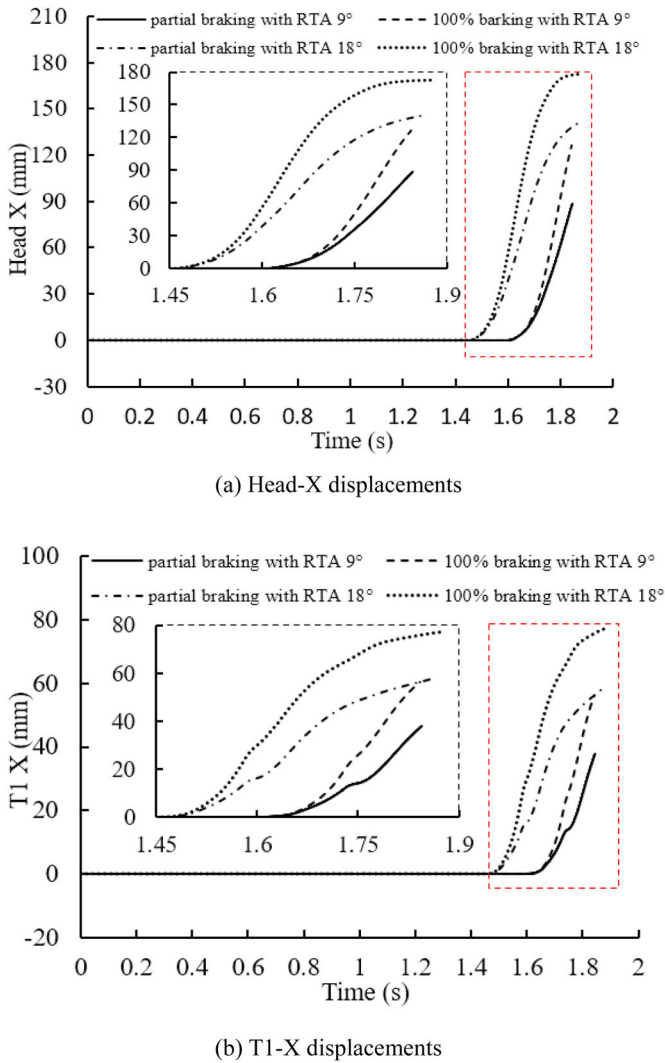 210
180
150
120
90
60
30
0
-30
Head X (mm)
partial braking with RTA 9° 100% barking with RTA 9°
partial braking with RTA 18° 100% braking with RTA 18°
180
150
120
90
60
30
0
1.45 1.6 1.75 1.9
0 0.2 0.4 0.6 0.8 1 1.2 1.4 1.6 1.8 2
Time (s)
(a) Head-X displacements
100
80
60
40
20
0
-20
T1 X (mm)
partial braking with RTA 9° 100% braking with RTA 9°
partial braking with RTA 18° 100% braking with RTA 18°
80
60
40
20
0
1.45 1.6 1.75 1.9
0 0.2 0.4 0.6 0.8 1 1.2 1.4 1.6 1.8 2
Time (s)
(b) T1-X displacements